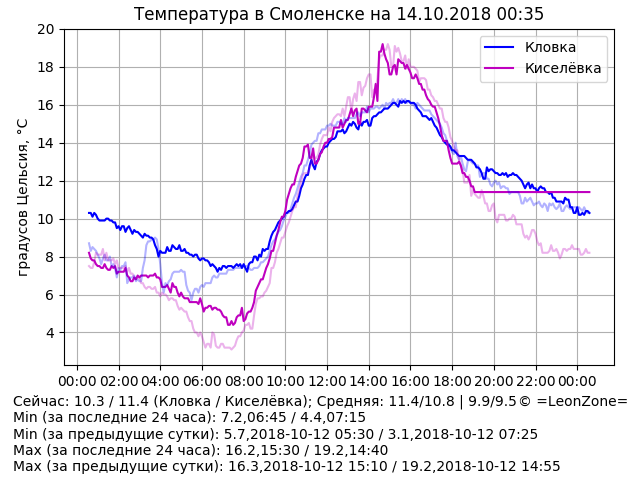 Температура в Смоленске на 14.10.2018 00:35
градусов Цельсия, °C
20
18
16
14
12
10
8
6
4
Кловка
Киселёвка
00:00 02:00 04:00 06:00 08:00 10:00 12:00 14:00 16:00 18:00 20:00 22:00 00:00
Сейчас: 10.3 / 11.4 (Кловка / Киселёвка); Средняя: 11.4/10.8 | 9.9/9.5© =LeonZone=
Min (за последние 24 часа): 7.2,06:45 / 4.4,07:15
Min (за предыдущие сутки): 5.7,2018-10-12 05:30 / 3.1,2018-10-12 07:25
Max (за последние 24 часа): 16.2,15:30 / 19.2,14:40
Max (за предыдущие сутки): 16.3,2018-10-12 15:10 / 19.2,2018-10-12 14:55